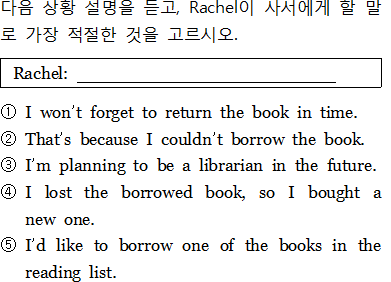 다음 상황 설명을 듣고, Rachel이 사서에게 할 말
로 가장 적절한 것을 고르시오.
Rachel:
① I won't forget to return the book in time.
② That's because I couldn't borrow the book.
③ I'm planning to be a librarian in the future.
④ I lost the borrowed book, so I bought a
new one.
⑤ I'd like to borrow one of the books in the
reading list.